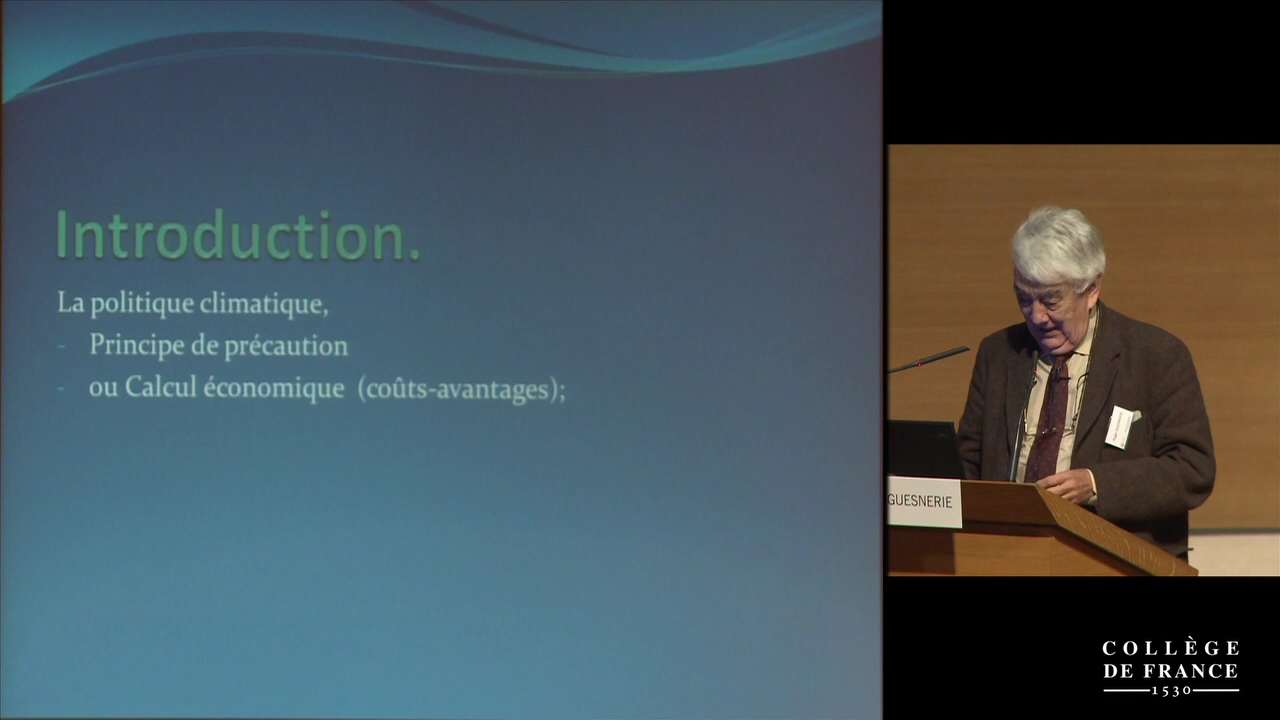 Introduction.
La politique climatique,
- Principe de précaution
- ou Calcul économique (coûts-avantages);
GUESNERIE
COLLÈGE
DE FRANCE
1530